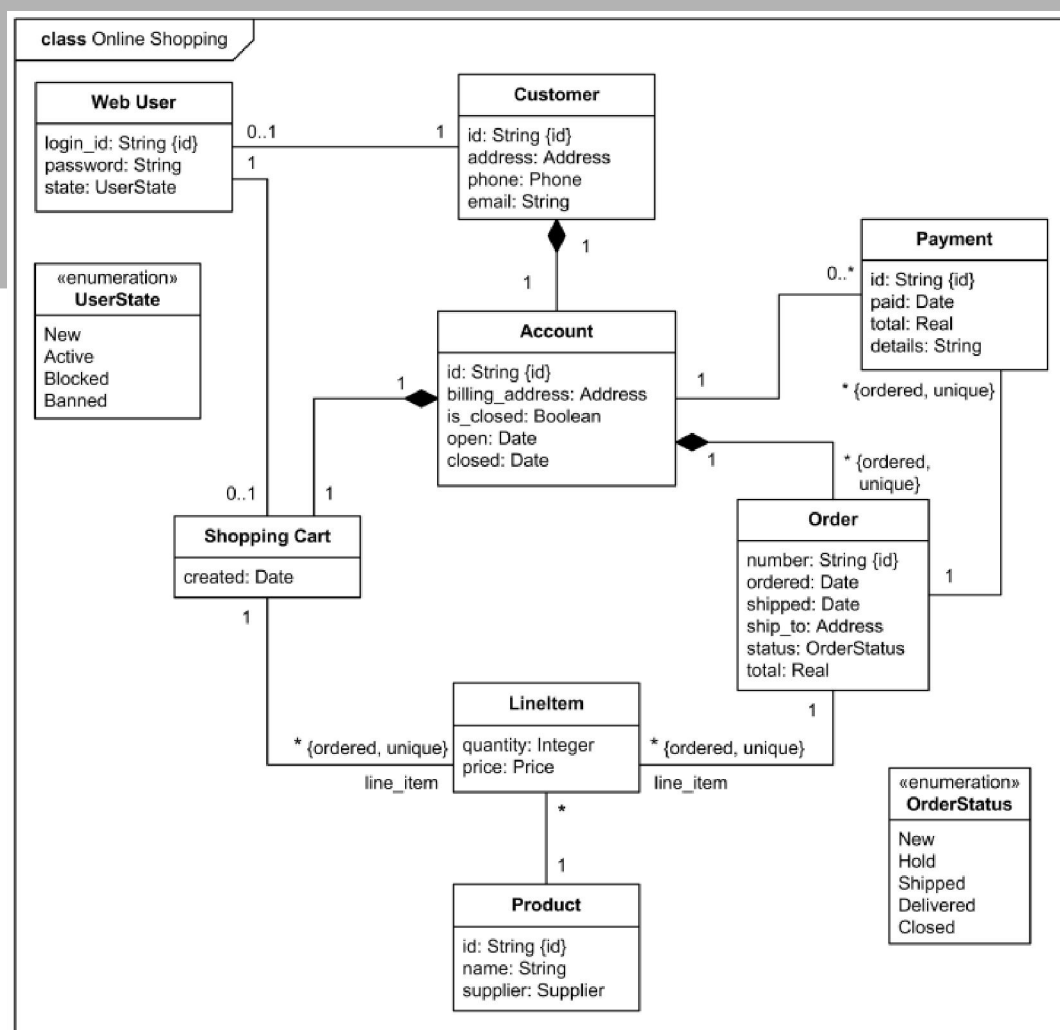 class Online Shopping
Web User
login_id: String {id}
password: String
state: UserState
0..1
1
1
Customer
id: String {id}
address: Address
phone: Phone
email: String
1
1
«enumeration»
UserState
New
Active
Blocked
Banned
Payment
id: String {id}
paid: Date
total: Real
details: String
0..*
* {ordered, unique}
Account
id: String {id}
billing_address: Address
is_closed: Boolean
open: Date
closed: Date
1
1
1
* {ordered,
unique}
0..1
1
Shopping Cart
created: Date
1
Order
number: String {id}
ordered: Date
shipped: Date
ship_to: Address
status: OrderStatus
total: Real
1
1
LineItem
quantity: Integer
price: Price
* {ordered, unique}
line_item
* {ordered, unique}
line_item
*
1
Product
id: String {id}
name: String
supplier: Supplier
«enumeration»
OrderStatus
New
Hold
Shipped
Delivered
Closed